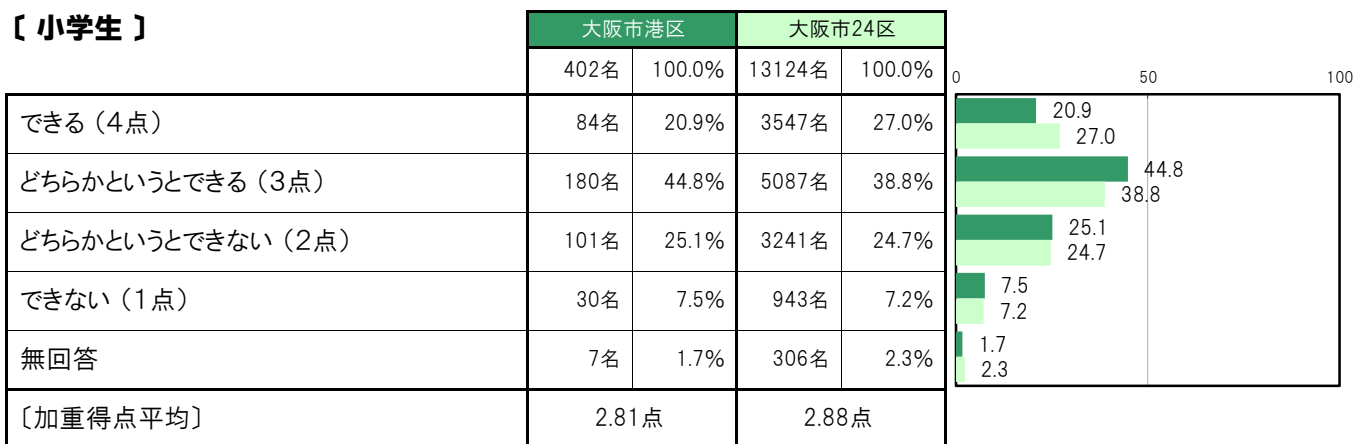 〔 小学生 〕
大阪市港区 大阪市24区
402名 100.0% 13124名 100.0%
0 50 100
できる（4点） 84名 20.9% 3547名 27.0%
20.9
27.0
どちらかというとできる（3点） 180名 44.8% 5087名 38.8%
44.8
38.8
どちらかというとできない（2点） 101名 25.1% 3241名 24.7%
25.1
24.7
できない（1点） 30名 7.5% 943名 7.2%
7.5
7.2
無回答 7名 1.7% 306名 2.3%
1.7
2.3
〔加重得点平均〕 2.81点 2.88点